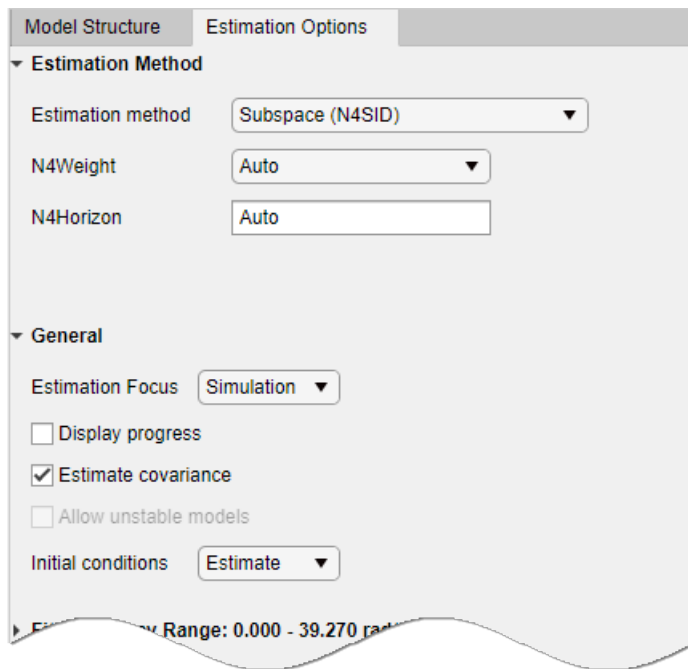 Model Structure Estimation Options
Estimation Method
Estimation method Subspace (N4SID)
N4Weight Auto
N4Horizon Auto
General
Estimation Focus Simulation
Display progress
Estimate covariance
Allow unstable models
Initial conditions Estimate
Range: 0.000 - 39.270